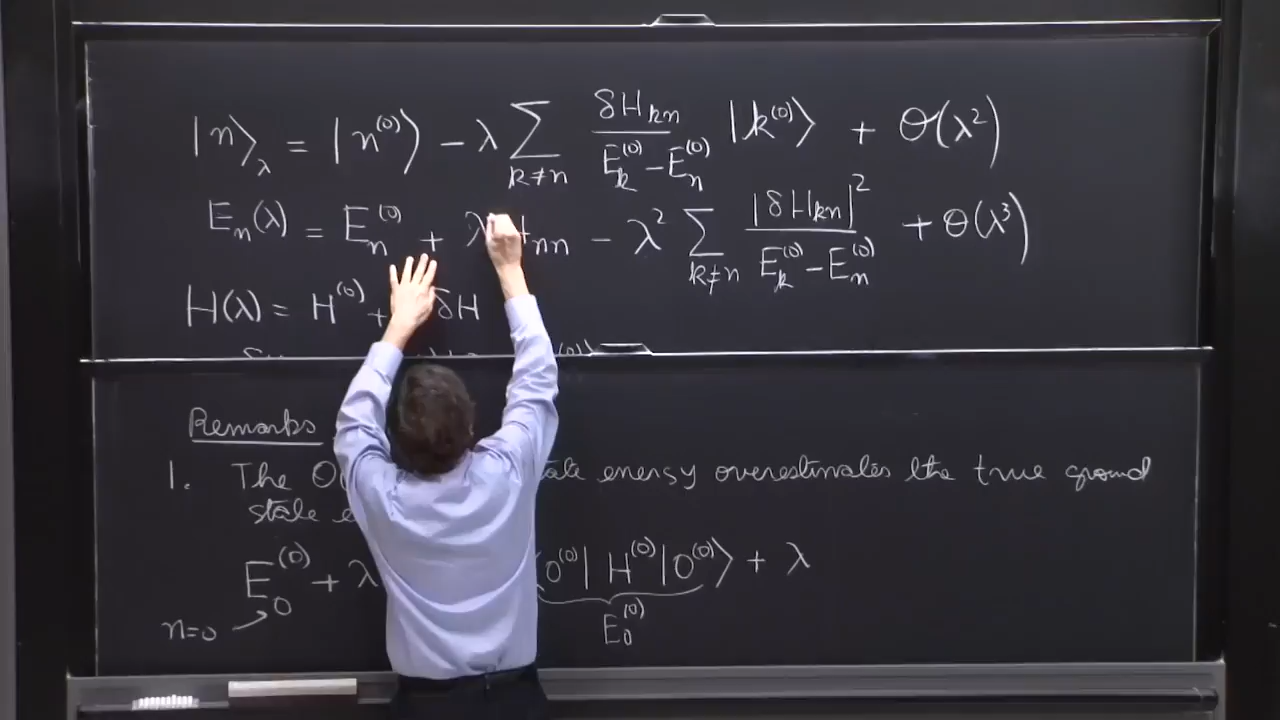 |n⟩_λ = |n^(0)⟩ − λ Σ_{k≠n} δH_kn / (E_k^(0) − E_n^(0)) |k^(0)⟩ + O(λ²)
E_n(λ) = E_n^(0) + λ nn − λ² Σ_{k≠n} |δH_kn|² / (E_k^(0) − E_n^(0)) + O(λ³)
H(λ) = H^(0) + δH
Remarks
1. The energy overestimates the true ground
state
E_0^(0) + λ 0^(0)| H^(0) |0^(0)⟩ + λ
n=0 E_0^(0)